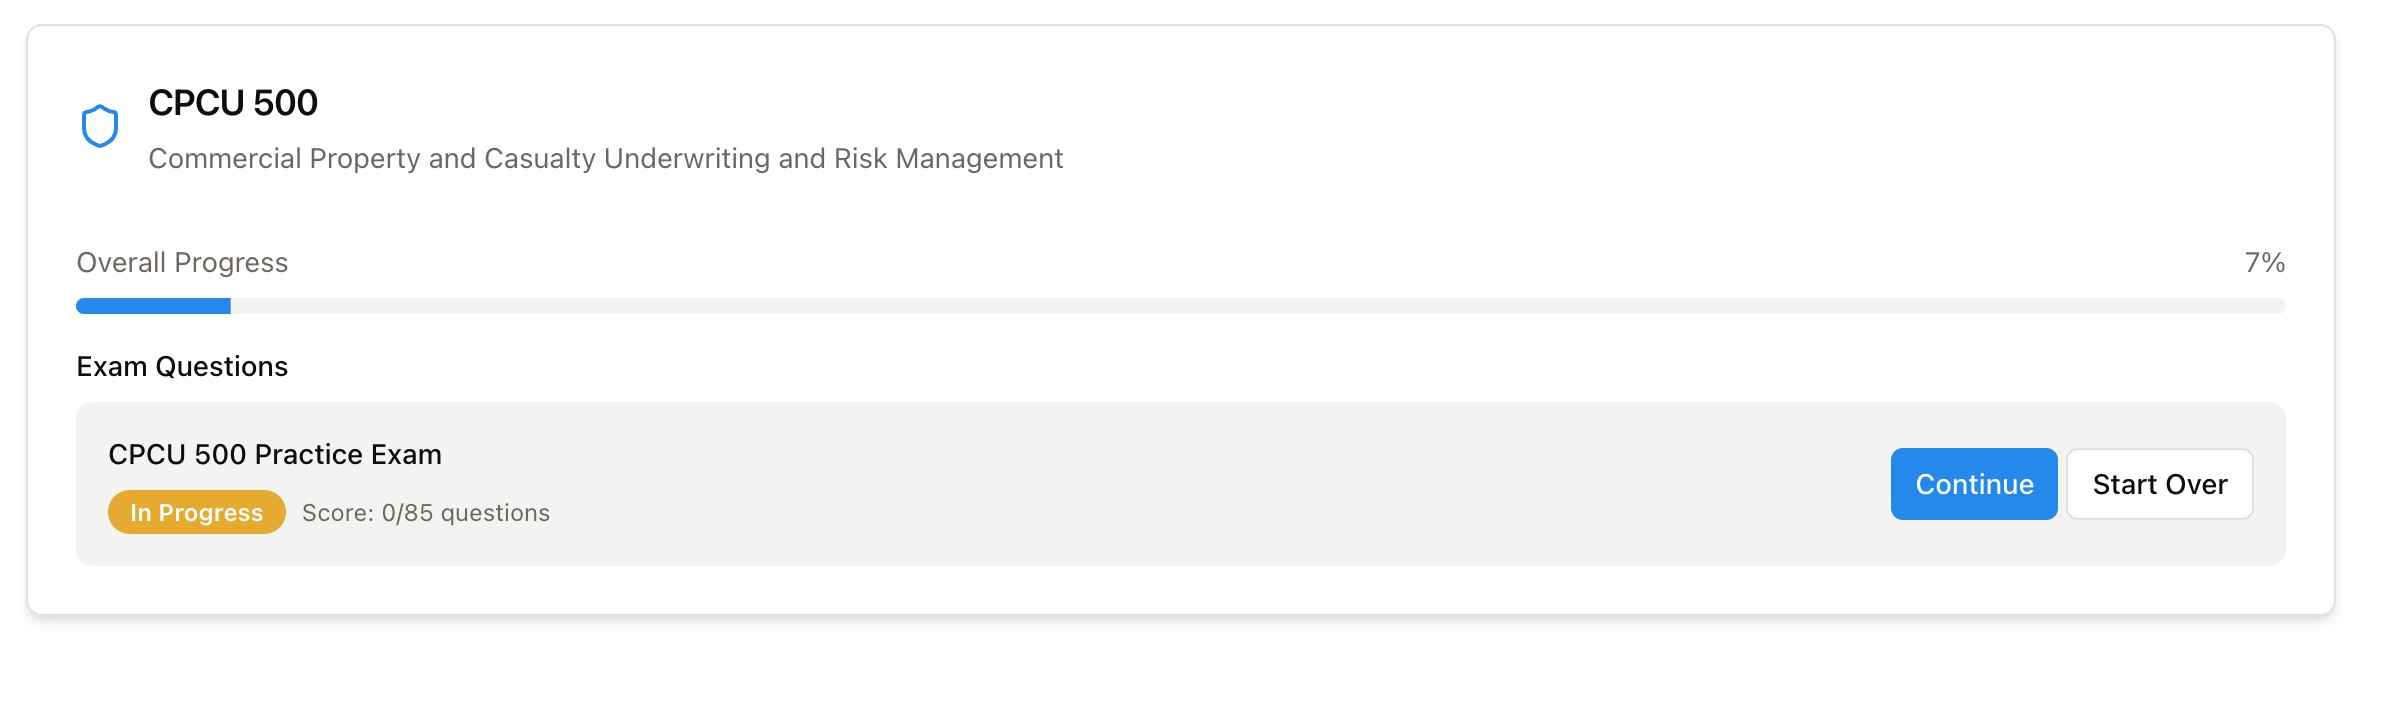 CPCU 500
Commercial Property and Casualty Underwriting and Risk Management
Overall Progress 7%
Exam Questions
CPCU 500 Practice Exam
In Progress Score: 0/85 questions
Continue Start Over